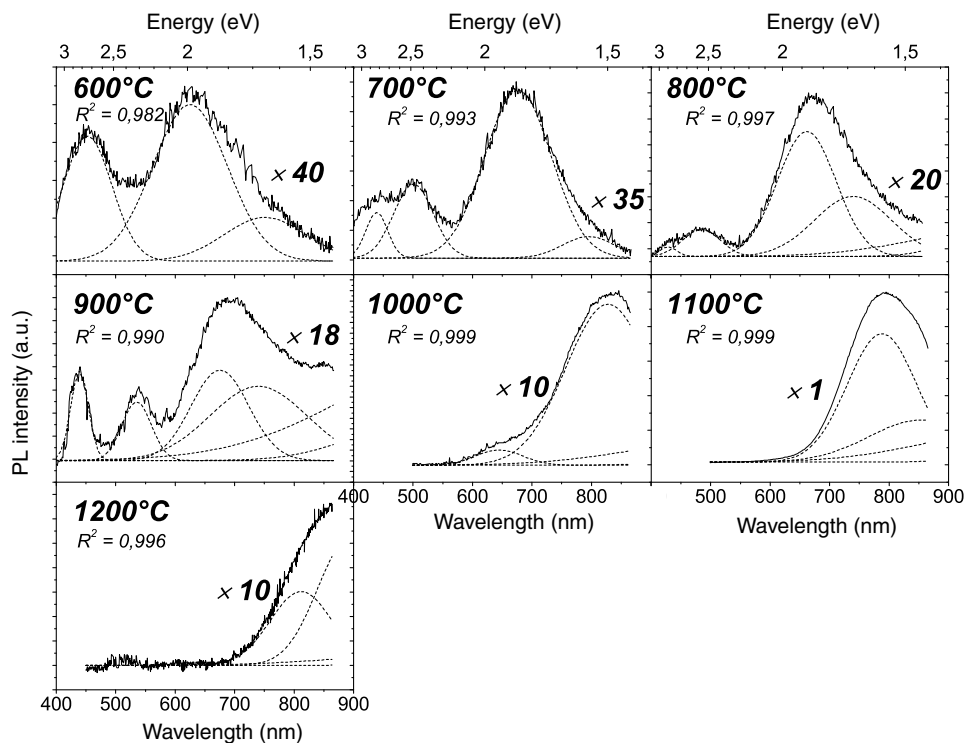 Energy (eV) Energy (eV) Energy (eV)
3 2,5 2 1,5 3 2,5 2 1,5 3 2,5 2 1,5
600°C 700°C 800°C
R² = 0,982 R² = 0,993 R² = 0,997
× 40 × 35 × 20
900°C 1000°C 1100°C
R² = 0,990 R² = 0,999 R² = 0,999
× 18 × 10 × 1
PL intensity (a.u.)
400 500 600 700 800 500 600 700 800 900
Wavelength (nm) Wavelength (nm)
1200°C
R² = 0,996
× 10
400 500 600 700 800 900
Wavelength (nm)